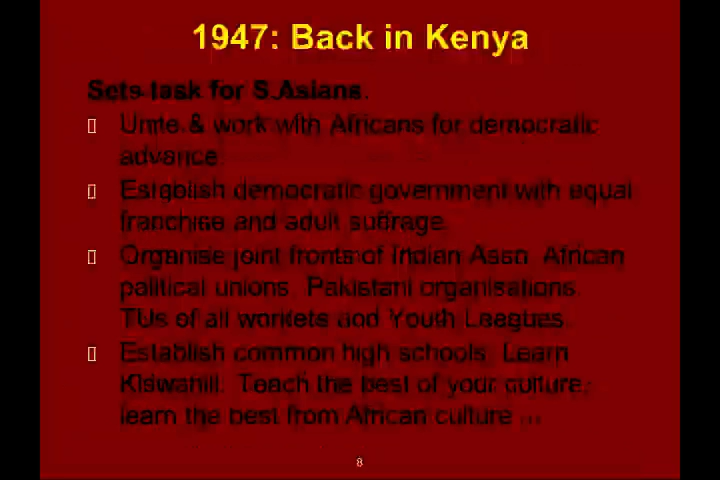 1947: Back in Kenya
Sets task for S.Asians.
Unite & work with Africans for democratic
advance
Establish democratic government with equal
franchise and adult suffrage.
Organise joint fronts of Indian Assn. African
political unions, Pakistani organisations,
TUs of all workers and Youth Leagues.
Establish common high schools. Learn
Kiswahili. Teach the best of your culture;
learn the best from African culture ...
8